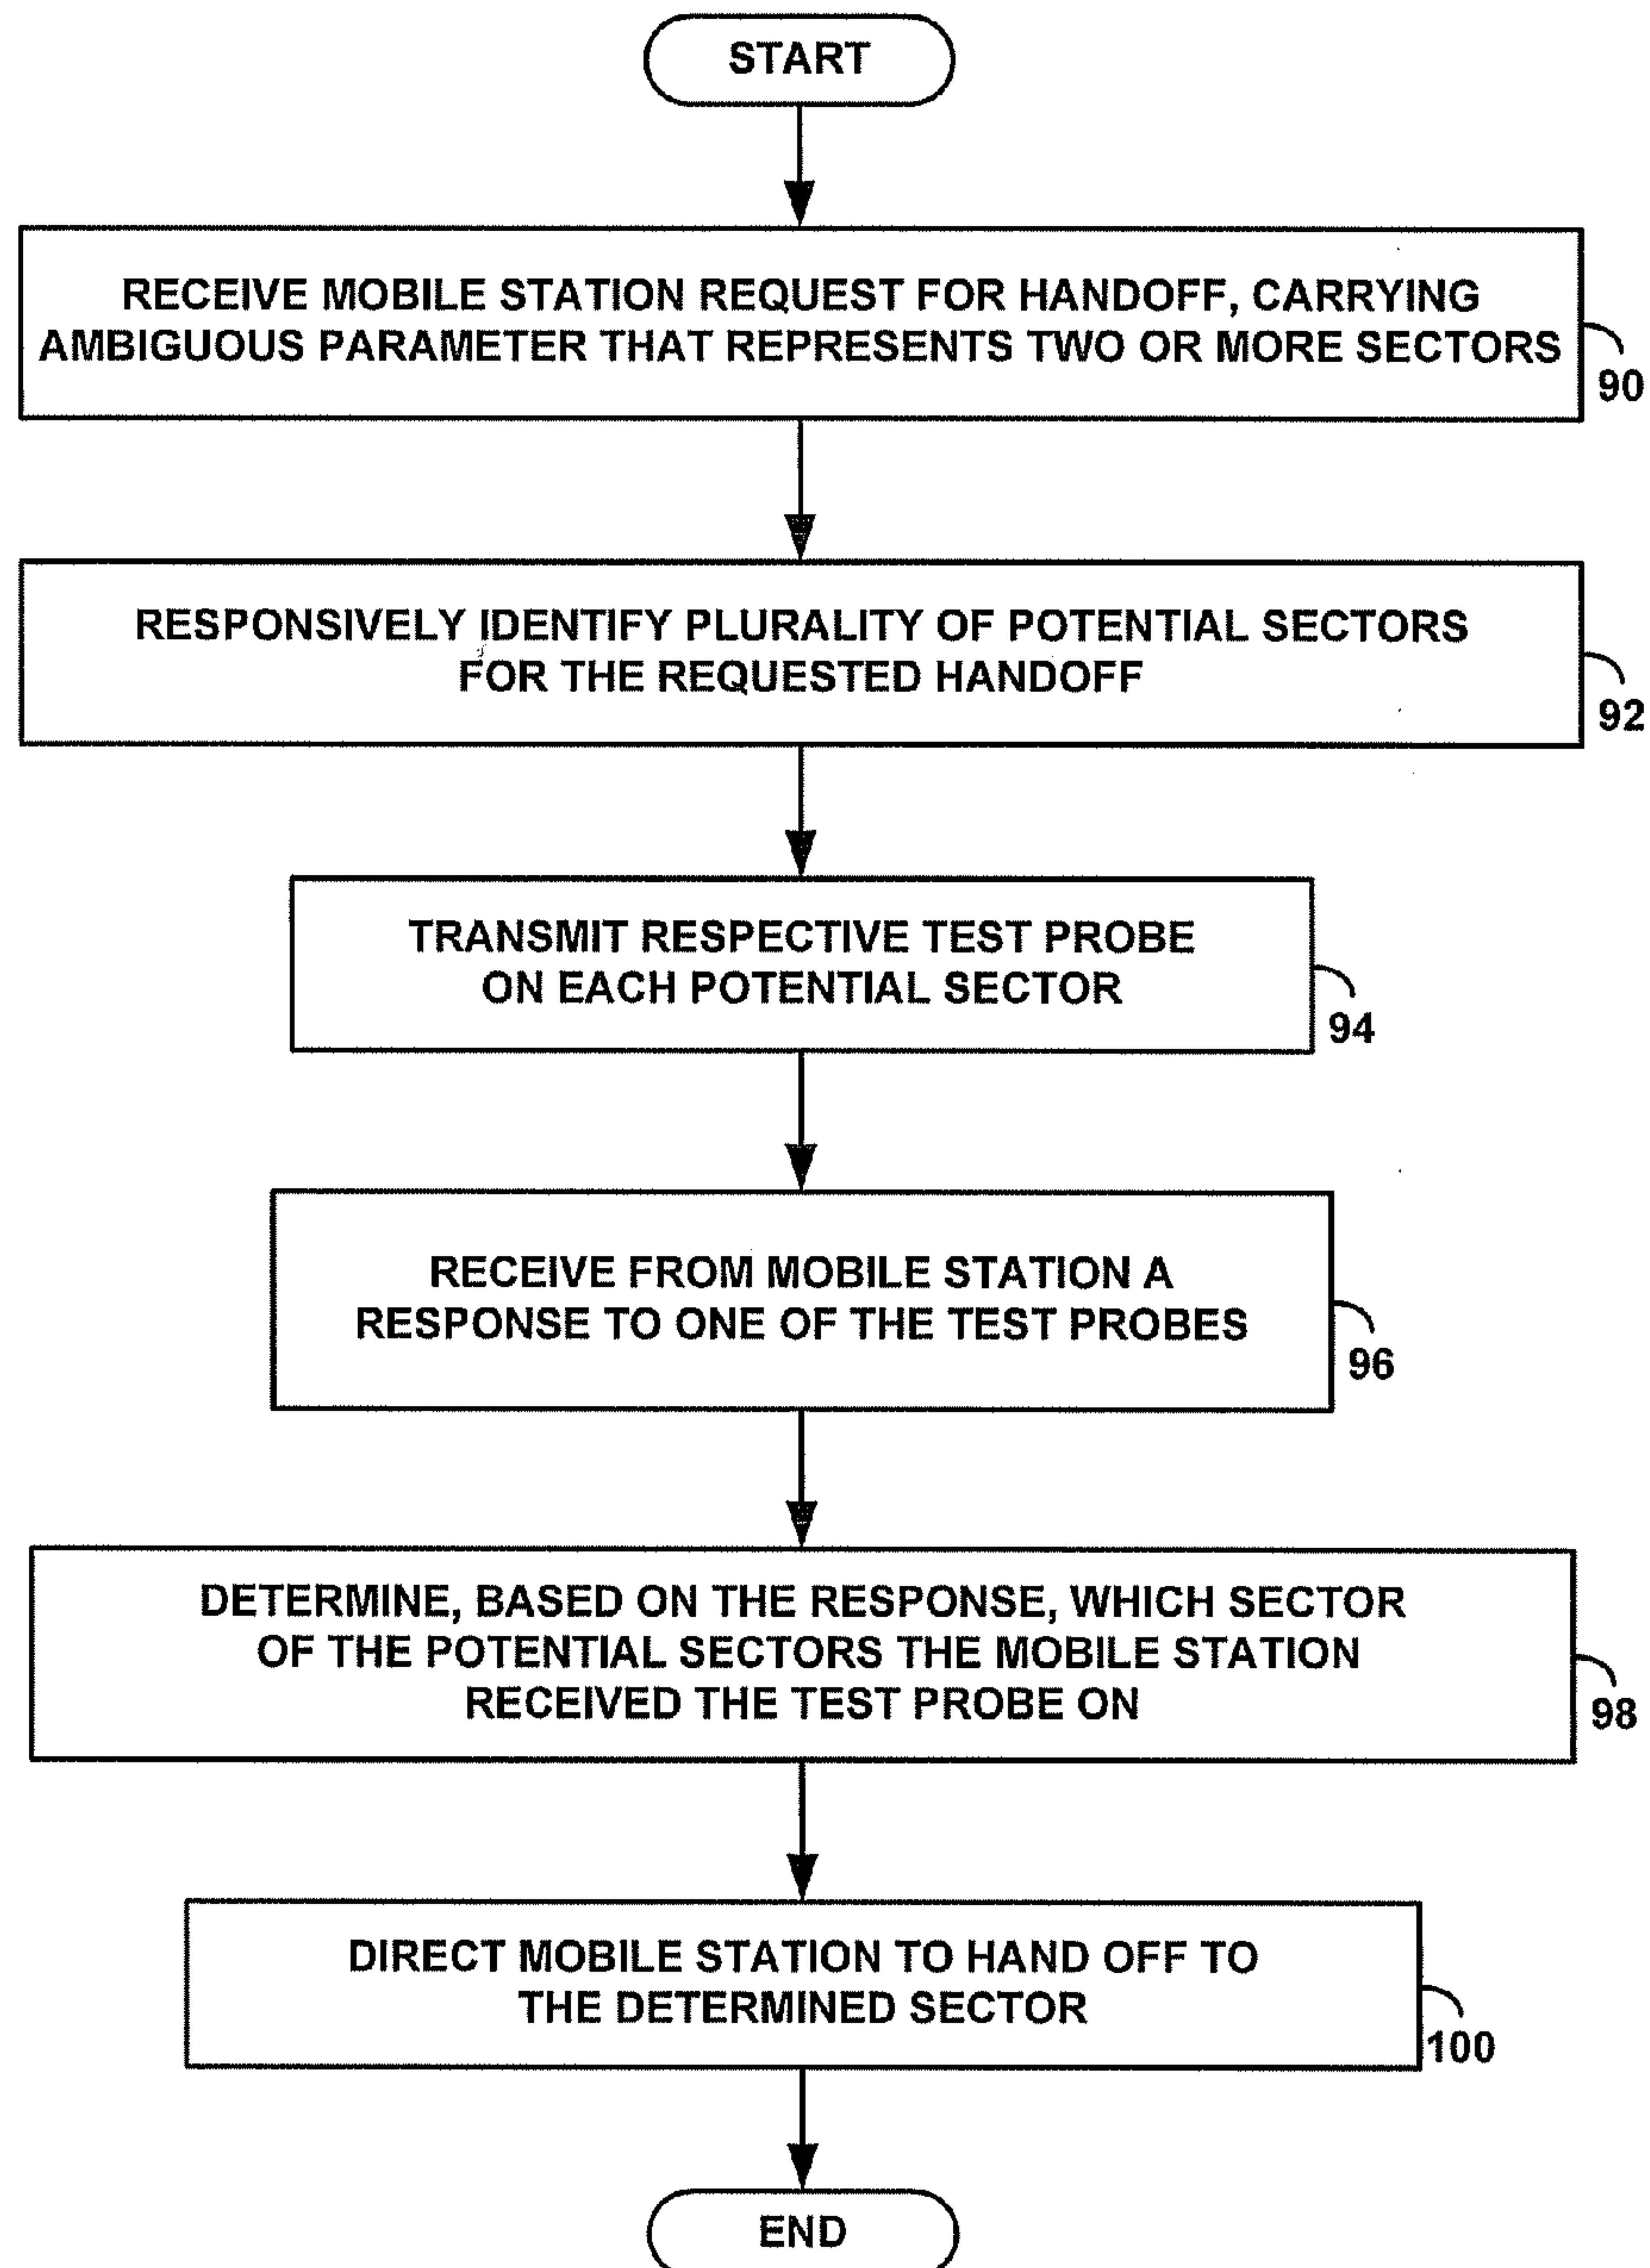 START
RECEIVE MOBILE STATION REQUEST FOR HANDOFF, CARRYING
AMBIGUOUS PARAMETER THAT REPRESENTS TWO OR MORE SECTORS
90
RESPONSIVELY IDENTIFY PLURALITY OF POTENTIAL SECTORS
FOR THE REQUESTED HANDOFF
92
TRANSMIT RESPECTIVE TEST PROBE
ON EACH POTENTIAL SECTOR
94
RECEIVE FROM MOBILE STATION A
RESPONSE TO ONE OF THE TEST PROBES
96
DETERMINE, BASED ON THE RESPONSE, WHICH SECTOR
OF THE POTENTIAL SECTORS THE MOBILE STATION
RECEIVED THE TEST PROBE ON
98
DIRECT MOBILE STATION TO HAND OFF TO
THE DETERMINED SECTOR
100
END